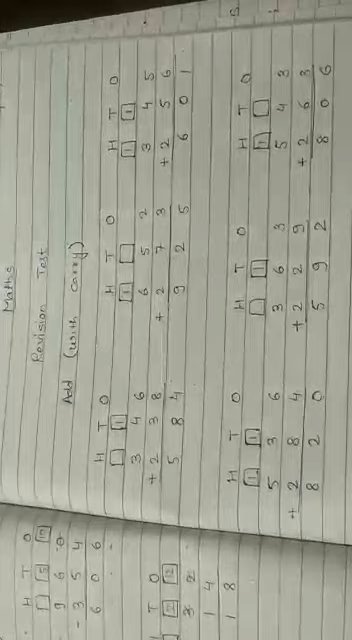 Maths
Revision Test
Add (with carry)
H T O H T O H T O
1 1 1 1
3 4 6 6 5 2 3 4 5
+ 2 3 8 + 2 7 3 + 2 5 6
5 8 4 9 2 5 6 0 1
H T O H T O H T O
1 1 1 1
5 3 6 3 6 3 5 4 3
+ 2 8 4 + 2 2 9 + 2 6 3
8 2 0 5 9 2 8 0 6
H T O
9 6 0
- 3 5 4
6 0 6
T O
3 2
1 4
1 8